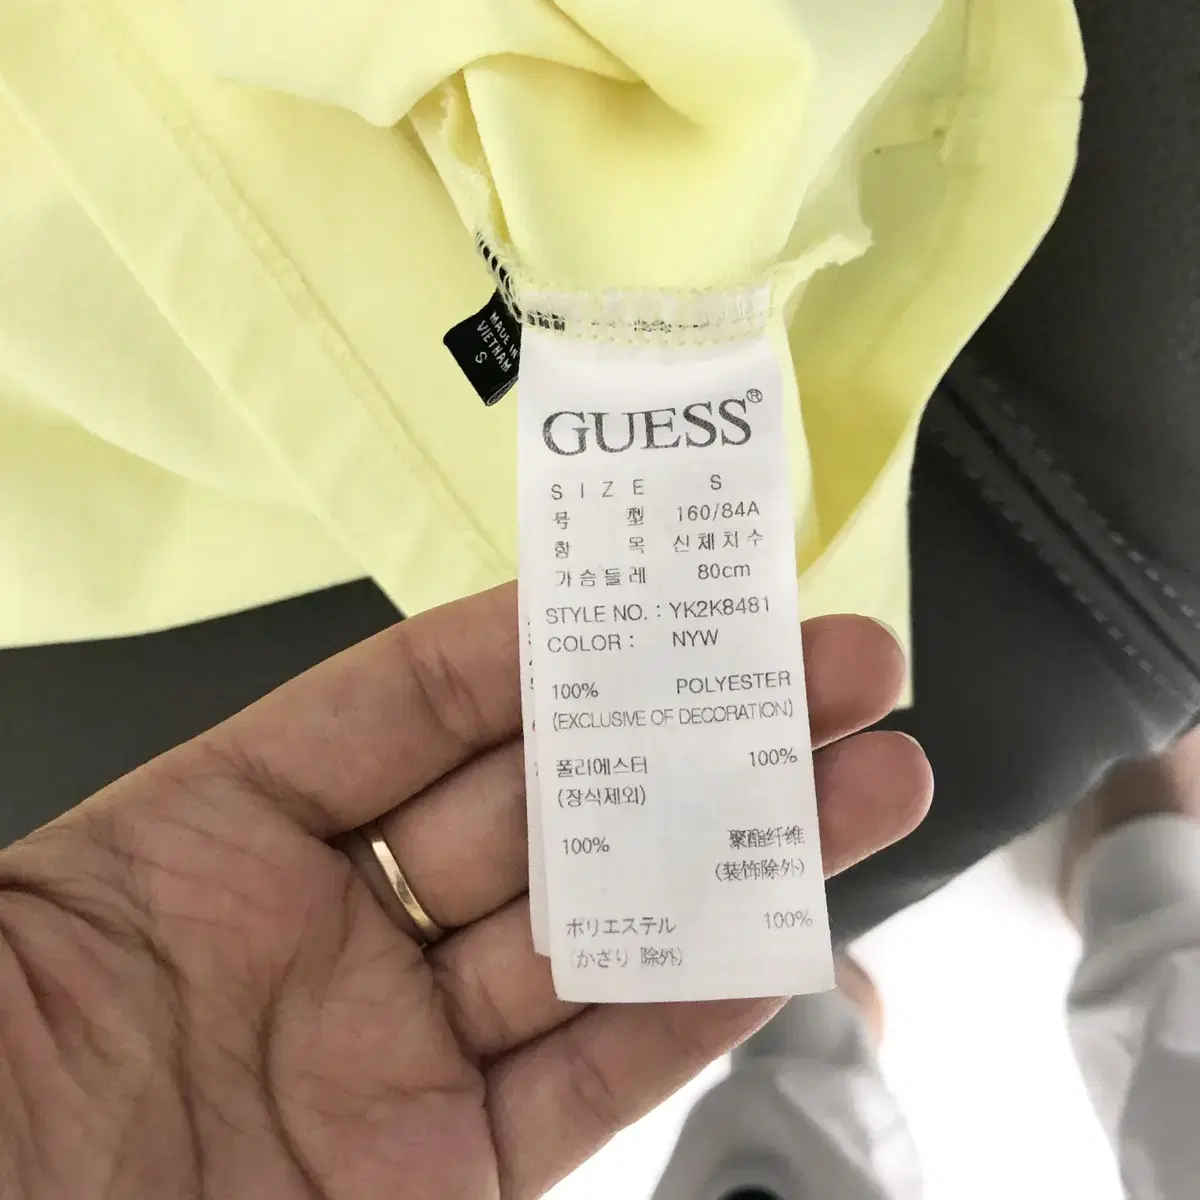 MADE IN
VIETNAM
S
GUESS®
SIZE S
号 型 160/84A
항 목 신체치수
가슴둘레 80cm
STYLE NO. : YK2K8481
COLOR : NYW
100% POLYESTER
(EXCLUSIVE OF DECORATION)
폴리에스터 100%
(장식제외)
100% 聚酯纤维
(装饰除外)
ポリエステル 100%
(かざり 除外)